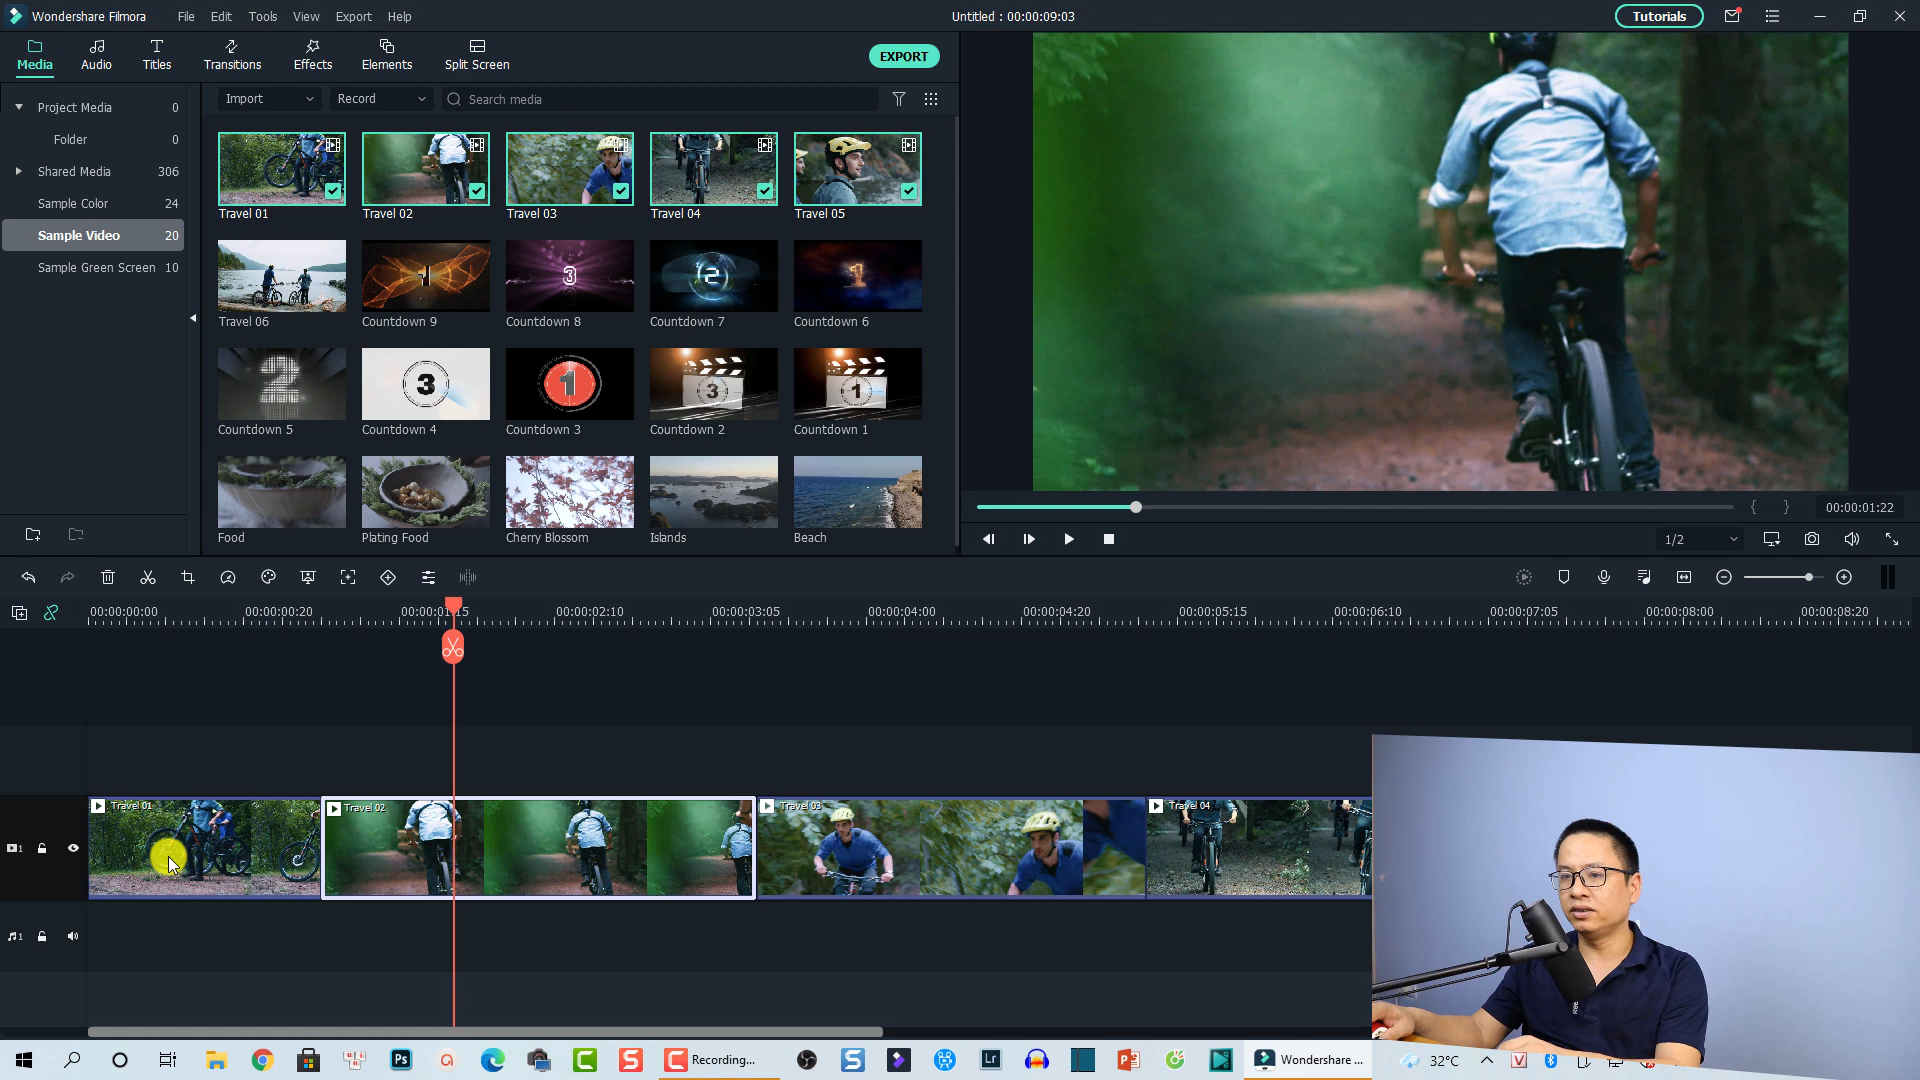 Wondershare Filmora File Edit Tools View Export Help Untitled : 00:00:09:03 Tutorials
Media Audio Titles Transitions Effects Elements Split Screen EXPORT
Project Media 0
Folder 0
Shared Media 306
Sample Color 24
Sample Video 20
Sample Green Screen 10
Import Record Search media
Travel 01 Travel 02 Travel 03 Travel 04 Travel 05
Travel 06 Countdown 9 Countdown 8 Countdown 7 Countdown 6
Countdown 5 Countdown 4 Countdown 3 Countdown 2 Countdown 1
Food Plating Food Cherry Blossom Islands Beach
00:00:01:22
1/2
00:00:00:00 00:00:00:20 00:00:01:15 00:00:02:10 00:00:03:05 00:00:04:00 00:00:04:20 00:00:05:15 00:00:06:10 00:00:07:05 00:00:08:00 00:00:08:20
Travel 01 Travel 02 Travel 03 Travel 04
1
1
Ps Recording... Lr Wondershare ... 32°C